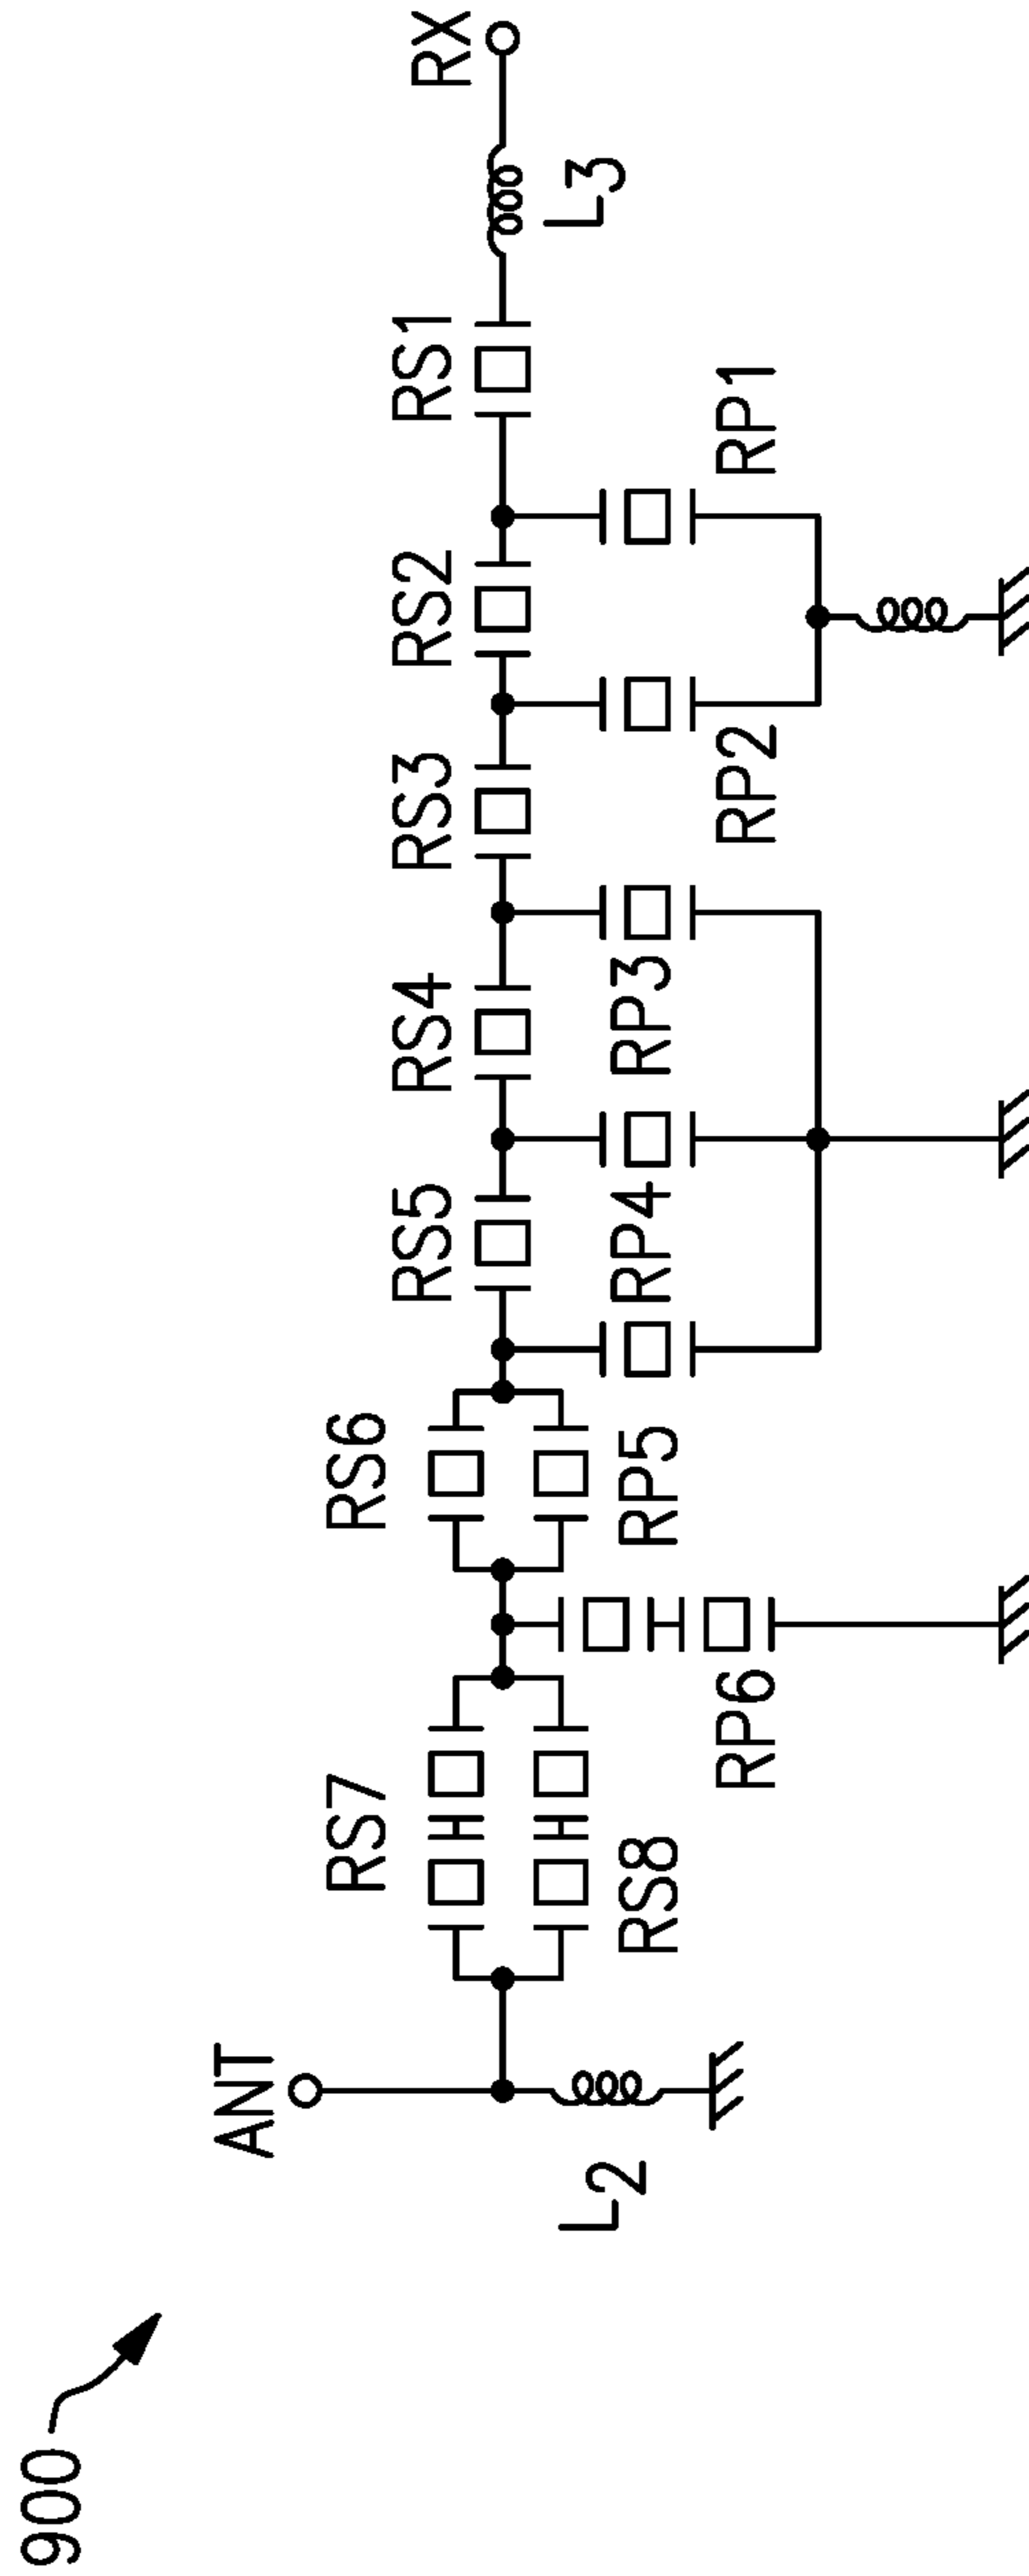 900
ANT
L2
RS7
RS8
RP6
RS6
RP5
RS5
RP4
RS4
RP3
RS3
RP2
RS2
RP1
RS1
L3
RX